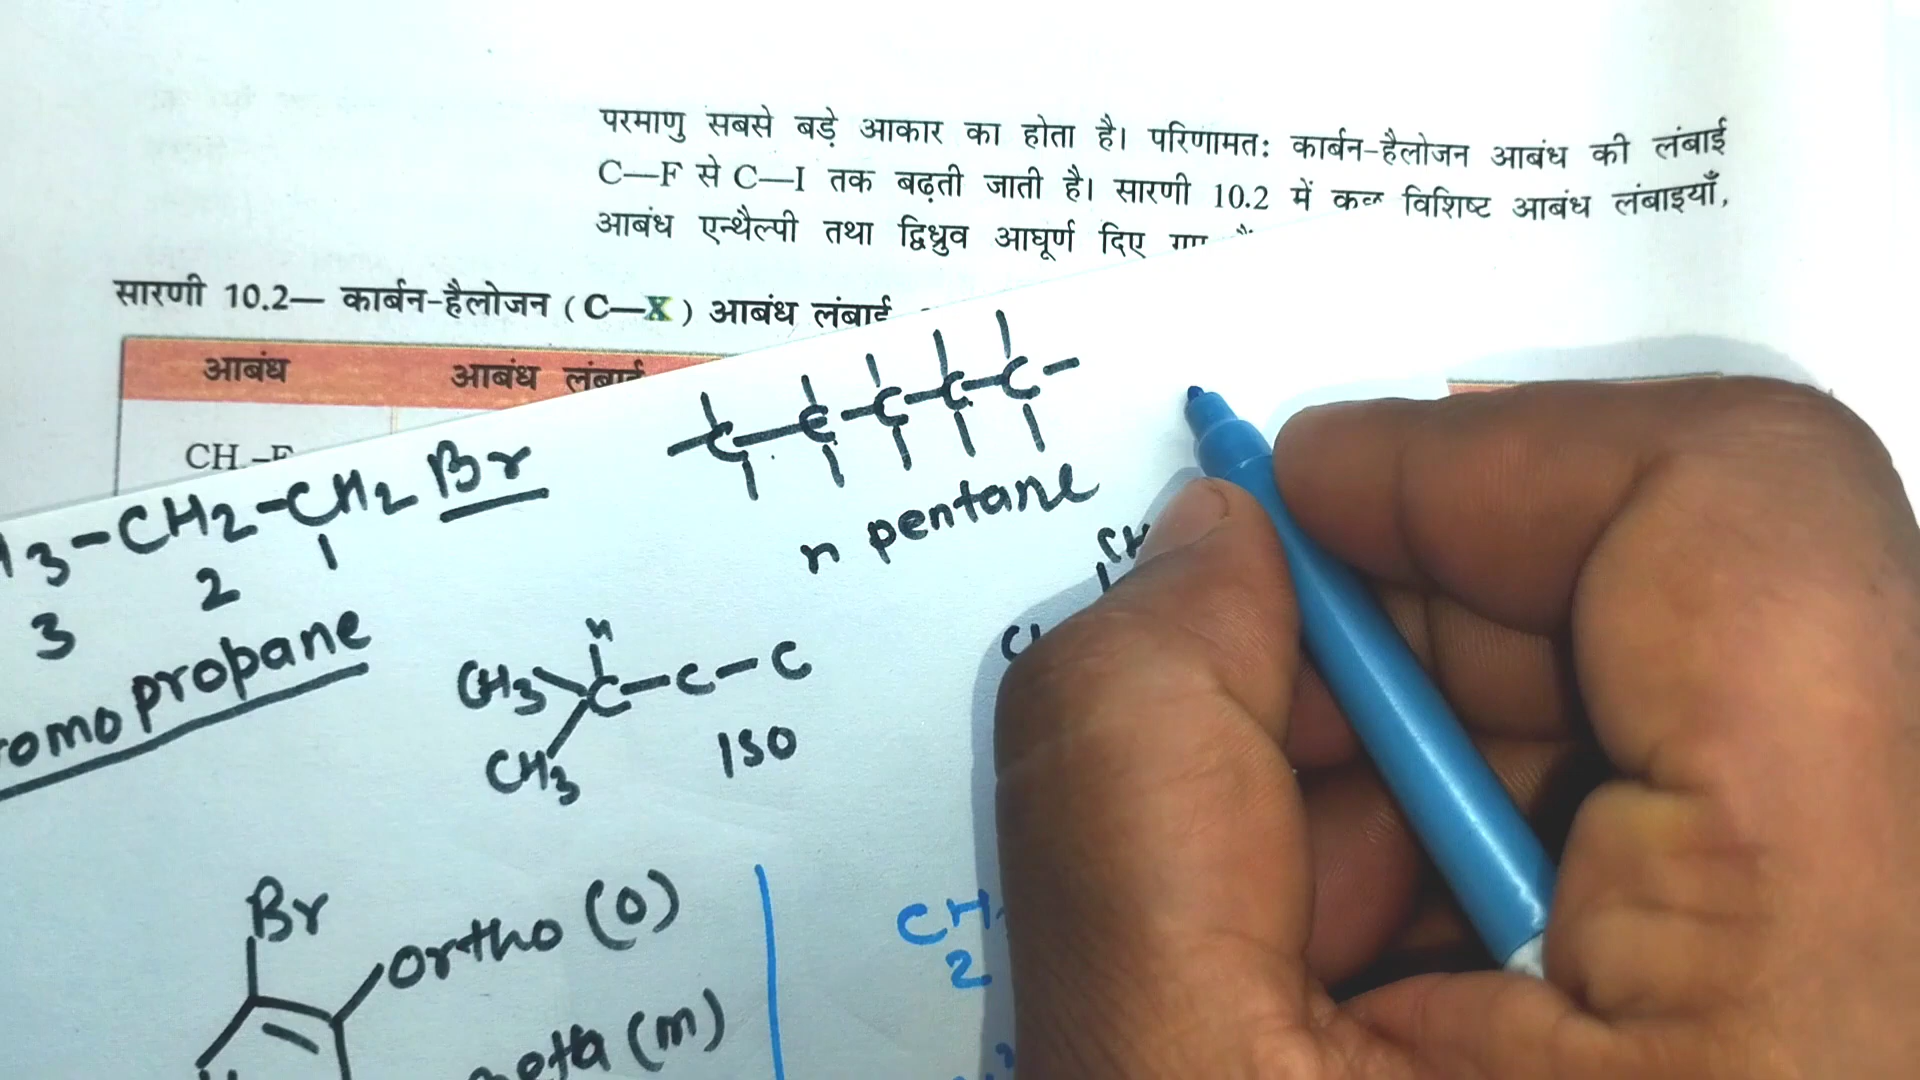 परमाणु सबसे बड़े आकार का होता है। परिणामतः कार्बन-हैलोजन आबंध की लंबाई
C—F से C—I तक बढ़ती जाती है। सारणी 10.2 में विशिष्ट आबंध लंबाइयाँ,
आबंध एन्थैल्पी तथा द्विध्रुव आघूर्ण दिए
सारणी 10.2— कार्बन-हैलोजन (C—X) आबंध लंबाई
आबंध आबंध लंबाई
CH -F
3-CH2-CH2 Br
3 2 1
omo propane
-C-C-C-C-C-
n pentane
CH
H
CH3 C-C-C
CH3
ISO
Br
ortho (o)
meta (m)
CH
2